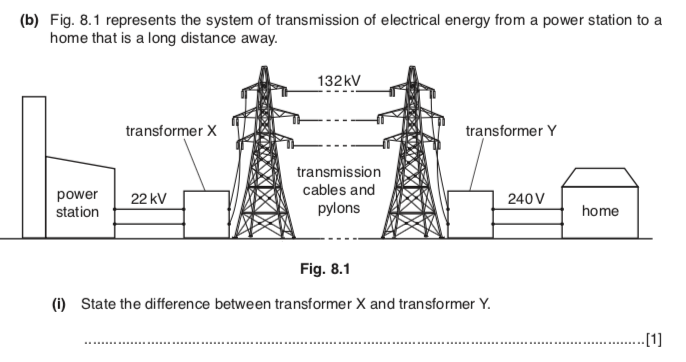 (b) Fig. 8.1 represents the system of transmission of electrical energy from a power station to a
home that is a long distance away.
132 kV
transformer X
transformer Y
transmission
cables and
pylons
power
station
22 kV
240 V
home
Fig. 8.1
(i) State the difference between transformer X and transformer Y.
..........................................................................................................................................[1]